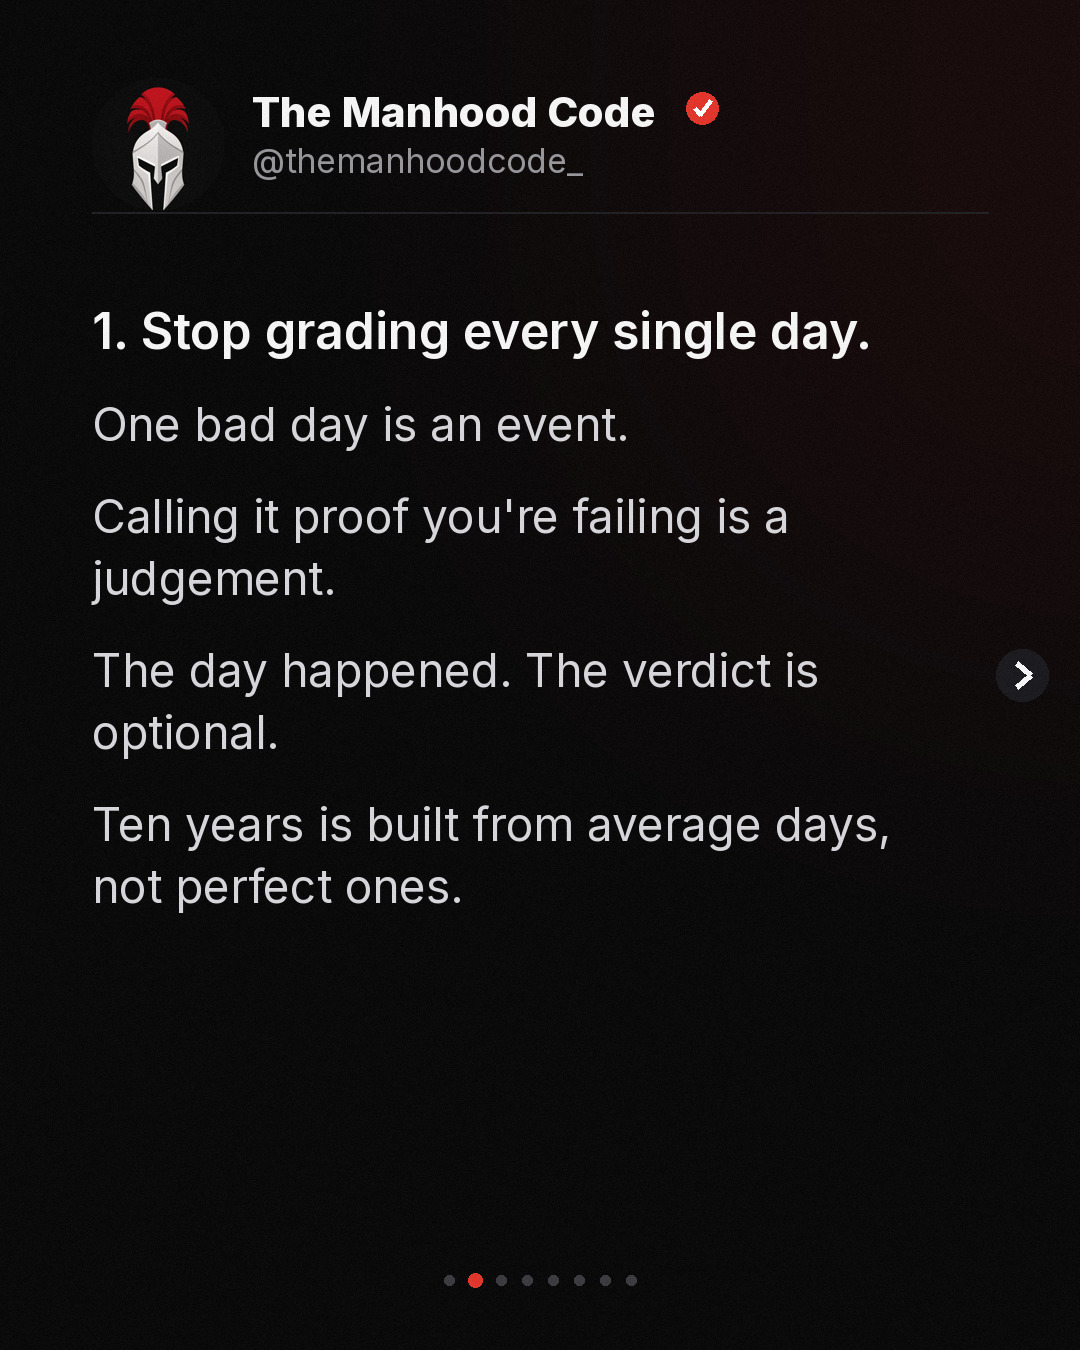 The Manhood Code
@themanhoodcode_
1. Stop grading every single day.
One bad day is an event.
Calling it proof you're failing is a
judgement.
The day happened. The verdict is
optional.
Ten years is built from average days,
not perfect ones.